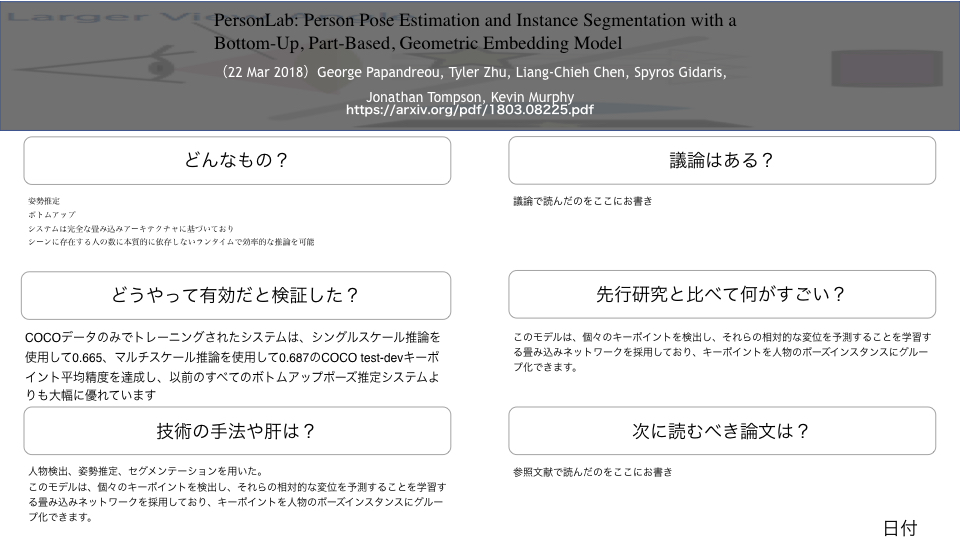 Larger View
PersonLab: Person Pose Estimation and Instance Segmentation with a
Bottom-Up, Part-Based, Geometric Embedding Model
（22 Mar 2018）George Papandreou, Tyler Zhu, Liang-Chieh Chen, Spyros Gidaris,
Jonathan Tompson, Kevin Murphy
https://arxiv.org/pdf/1803.08225.pdf
どんなもの？
姿勢推定
ボトムアップ
システムは完全な畳み込みアーキテクチャに基づいており
シーンに存在する人の数に本質的に依存しないランタイムで効率的な推論を可能
どうやって有効だと検証した？
COCOデータのみでトレーニングされたシステムは、シングルスケール推論を
使用して0.665、マルチスケール推論を使用して0.687のCOCO test-devキーポ
イント平均精度を達成し、以前のすべてのボトムアップポーズ推定システムよ
りも大幅に優れています
技術の手法や肝は？
人物検出、姿勢推定、セグメンテーションを用いた。
このモデルは、個々のキーポイントを検出し、それらの相対的な変位を予測することを学習す
る畳み込みネットワークを採用しており、キーポイントを人物のポーズインスタンスにグルー
プ化できます。
議論はある？
議論で読んだのをここにお書き
先行研究と比べて何がすごい？
このモデルは、個々のキーポイントを検出し、それらの相対的な変位を予測することを学習す
る畳み込みネットワークを採用しており、キーポイントを人物のポーズインスタンスにグルー
プ化できます。
次に読むべき論文は？
参照文献で読んだのをここにお書き
日付